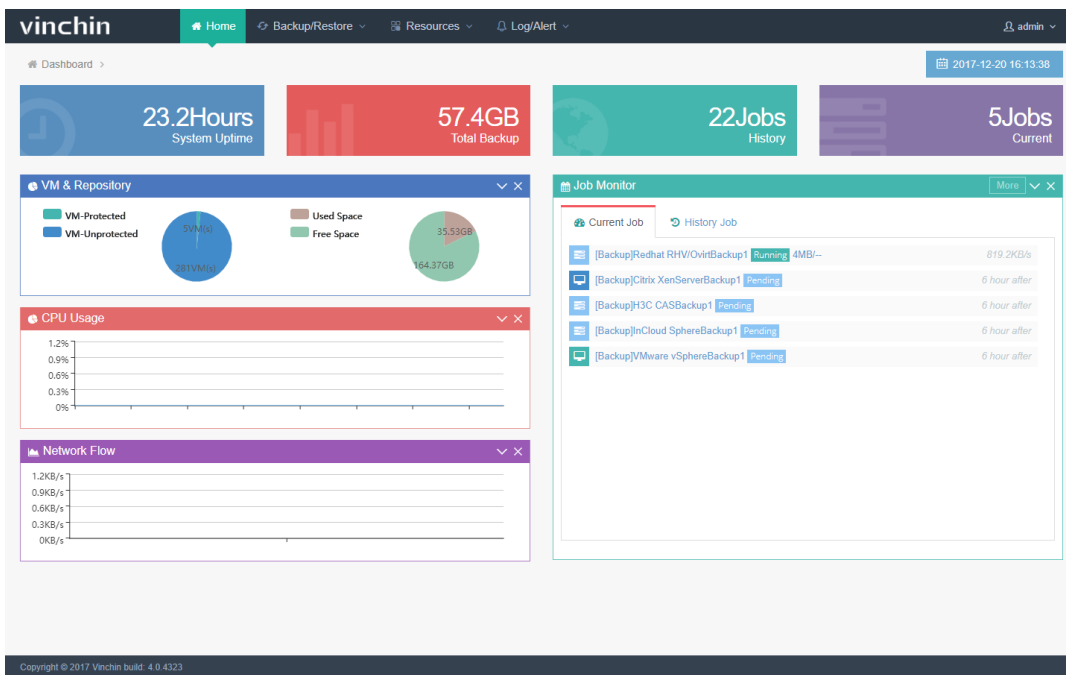 vinchin
Home
Backup/Restore
Resources
Log/Alert
admin
Dashboard
2017-12-20 16:13:38
23.2Hours
System Uptime
57.4GB
Total Backup
22Jobs
History
5Jobs
Current
VM & Repository
VM-Protected
VM-Unprotected
5VM(s)
281VM(s)
Used Space
Free Space
35.53GB
164.37GB
CPU Usage
1.2%
0.9%
0.6%
0.3%
0%
Network Flow
1.2KB/s
0.9KB/s
0.6KB/s
0.3KB/s
0KB/s
Job Monitor
More
Current Job
History Job
[Backup]Redhat RHV/OvirtBackup1 Running 4MB/-- 819.2KB/s
[Backup]Citrix XenServerBackup1 Pending 6 hour after
[Backup]H3C CASBackup1 Pending 6 hour after
[Backup]InCloud SphereBackup1 Pending 6 hour after
[Backup]VMware vSphereBackup1 Pending 6 hour after
Copyright © 2017 Vinchin build: 4.0.4323